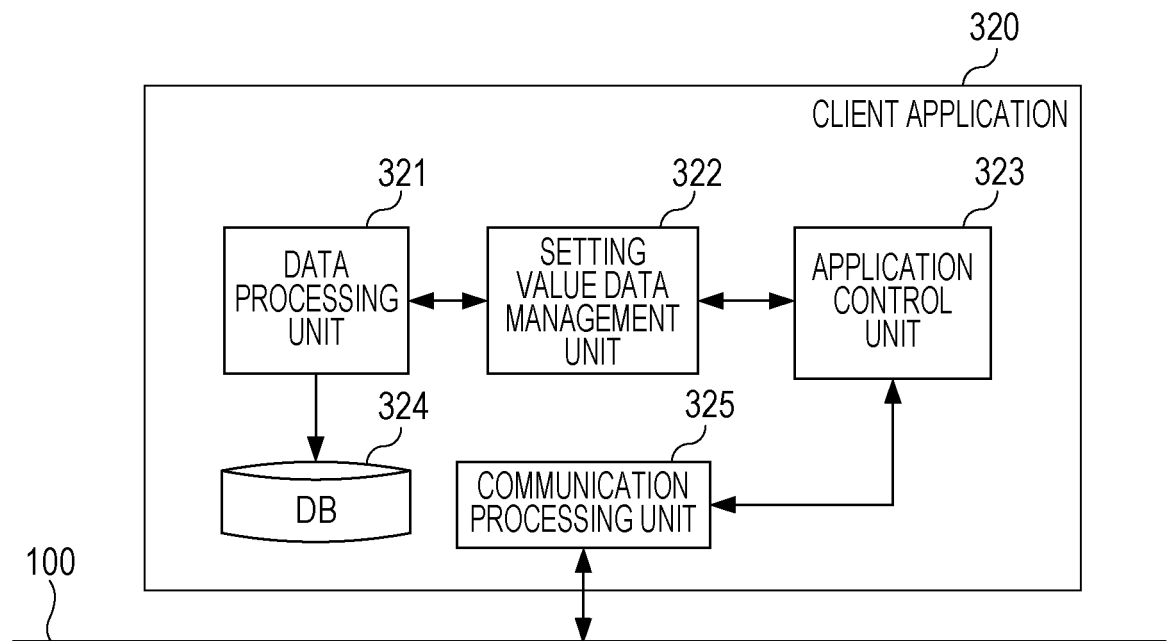 320
CLIENT APPLICATION
321
322
323
DATA
PROCESSING
UNIT
SETTING
VALUE DATA
MANAGEMENT
UNIT
APPLICATION
CONTROL
UNIT
324
325
DB
COMMUNICATION
PROCESSING UNIT
100